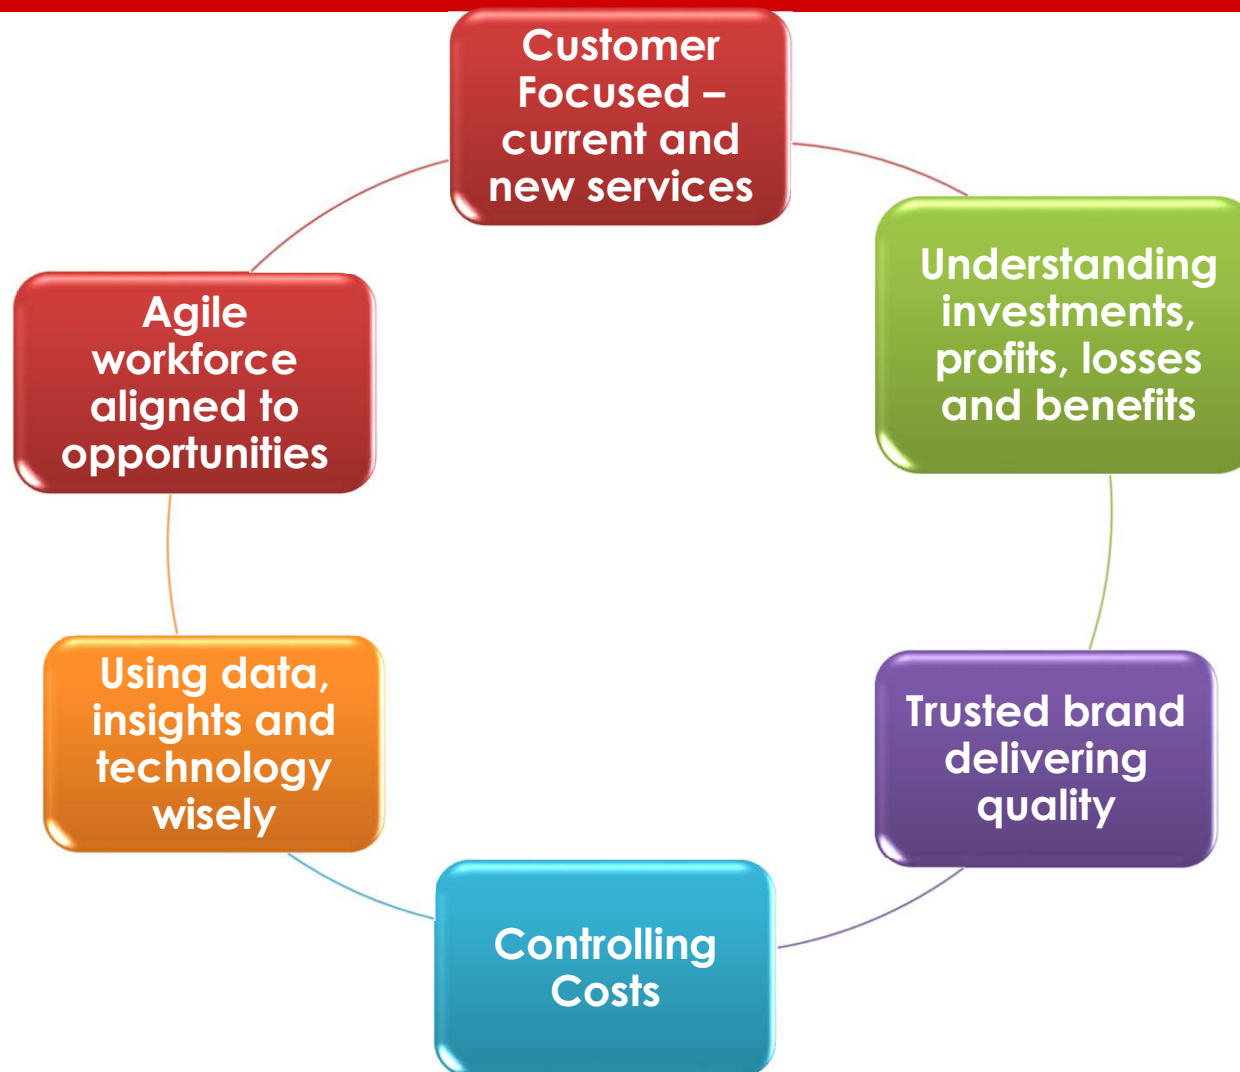 Customer
Focused –
current and
new services
Understanding
investments,
profits, losses
and benefits
Trusted brand
delivering
quality
Controlling
Costs
Using data,
insights and
technology
wisely
Agile
workforce
aligned to
opportunities